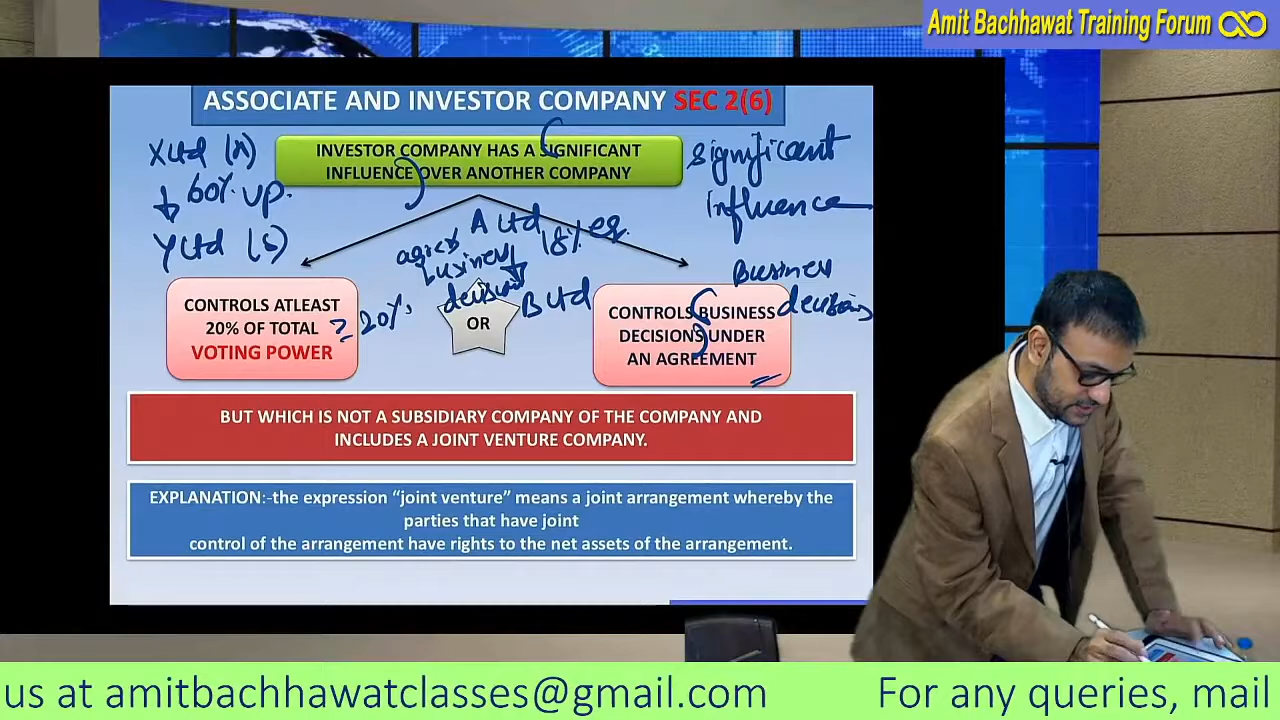 Amit Bachhawat Training Forum
ASSOCIATE AND INVESTOR COMPANY SEC 2(6)
INVESTOR COMPANY HAS A SIGNIFICANT
INFLUENCE OVER ANOTHER COMPANY
X Ltd (H)
60% up.
Y Ltd (S)
significant
influence
A Ltd
18% eq.
agies
business
decisions
B Ltd
Business
decisions
CONTROLS ATLEAST
20% OF TOTAL
VOTING POWER
≥ 20%
OR
CONTROLS BUSINESS
DECISIONS UNDER
AN AGREEMENT
BUT WHICH IS NOT A SUBSIDIARY COMPANY OF THE COMPANY AND
INCLUDES A JOINT VENTURE COMPANY.
EXPLANATION:-the expression “joint venture” means a joint arrangement whereby the
parties that have joint
control of the arrangement have rights to the net assets of the arrangement.
us at amitbachhawatclasses@gmail.com
For any queries, mail